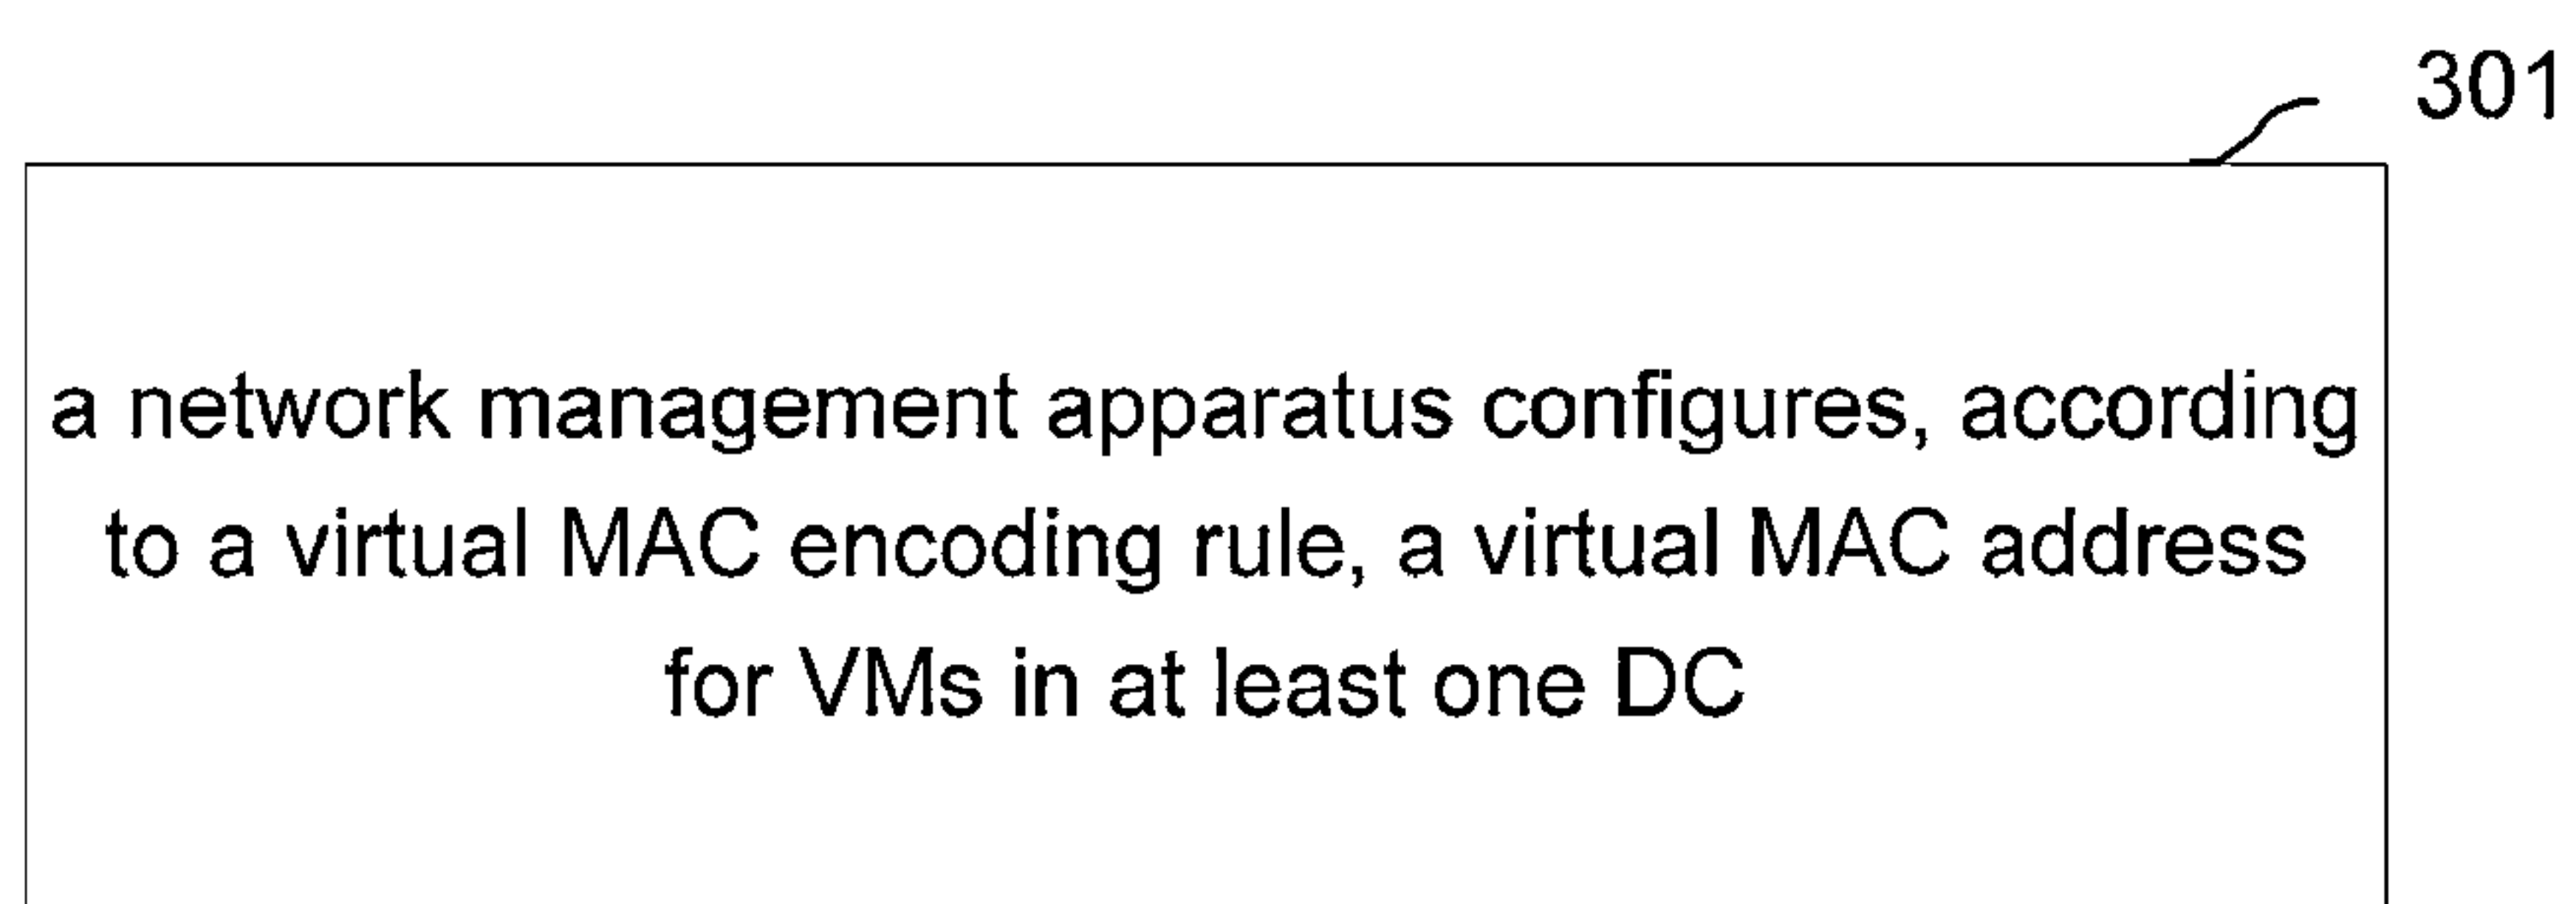 301
a network management apparatus configures, according
to a virtual MAC encoding rule, a virtual MAC address
for VMs in at least one DC